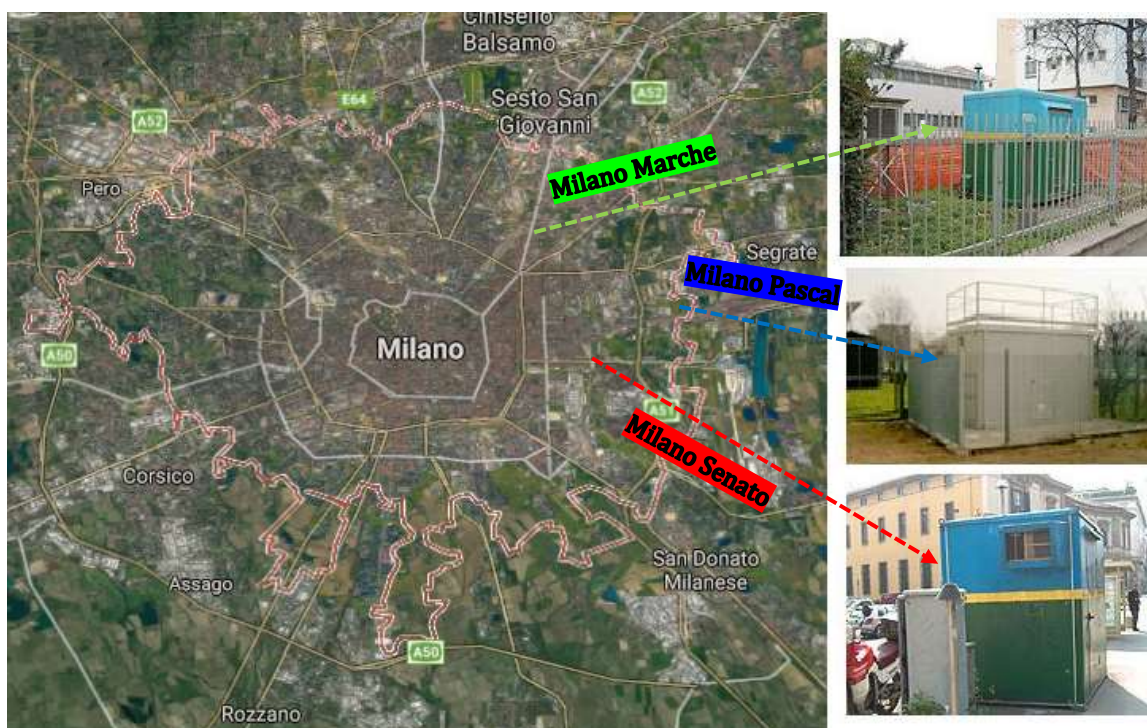 Cinisello
Balsamo
A52
E64
A52
Sesto San
Giovanni
Milano Marche
Pero
Segrate
Milano Pascal
A50
Milano
A51
Milano Senato
Corsico
Assago
San Donato
Milanese
A50
Rozzano